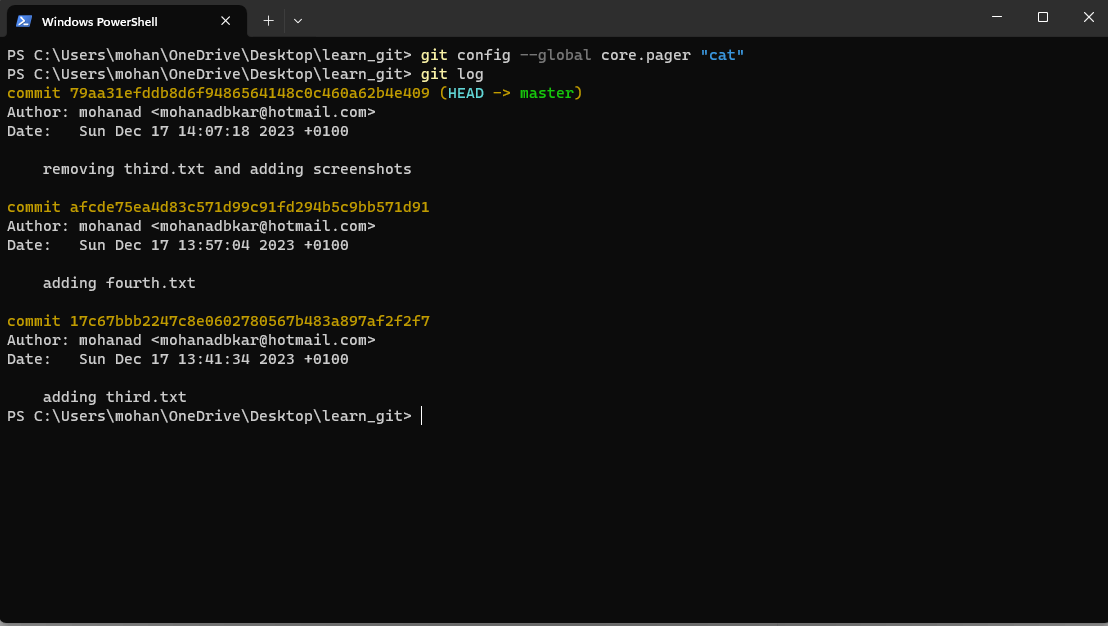 Windows PowerShell
PS C:\Users\mohan\OneDrive\Desktop\learn_git> git config --global core.pager "cat"
PS C:\Users\mohan\OneDrive\Desktop\learn_git> git log
commit 79aa31efddb8d6f9486564148c0c460a62b4e409 (HEAD -> master)
Author: mohanad <mohanadbkar@hotmail.com>
Date:   Sun Dec 17 14:07:18 2023 +0100
    removing third.txt and adding screenshots
commit afcde75ea4d83c571d99c91fd294b5c9bb571d91
Author: mohanad <mohanadbkar@hotmail.com>
Date:   Sun Dec 17 13:57:04 2023 +0100
    adding fourth.txt
commit 17c67bbb2247c8e0602780567b483a897af2f2f7
Author: mohanad <mohanadbkar@hotmail.com>
Date:   Sun Dec 17 13:41:34 2023 +0100
    adding third.txt
PS C:\Users\mohan\OneDrive\Desktop\learn_git>